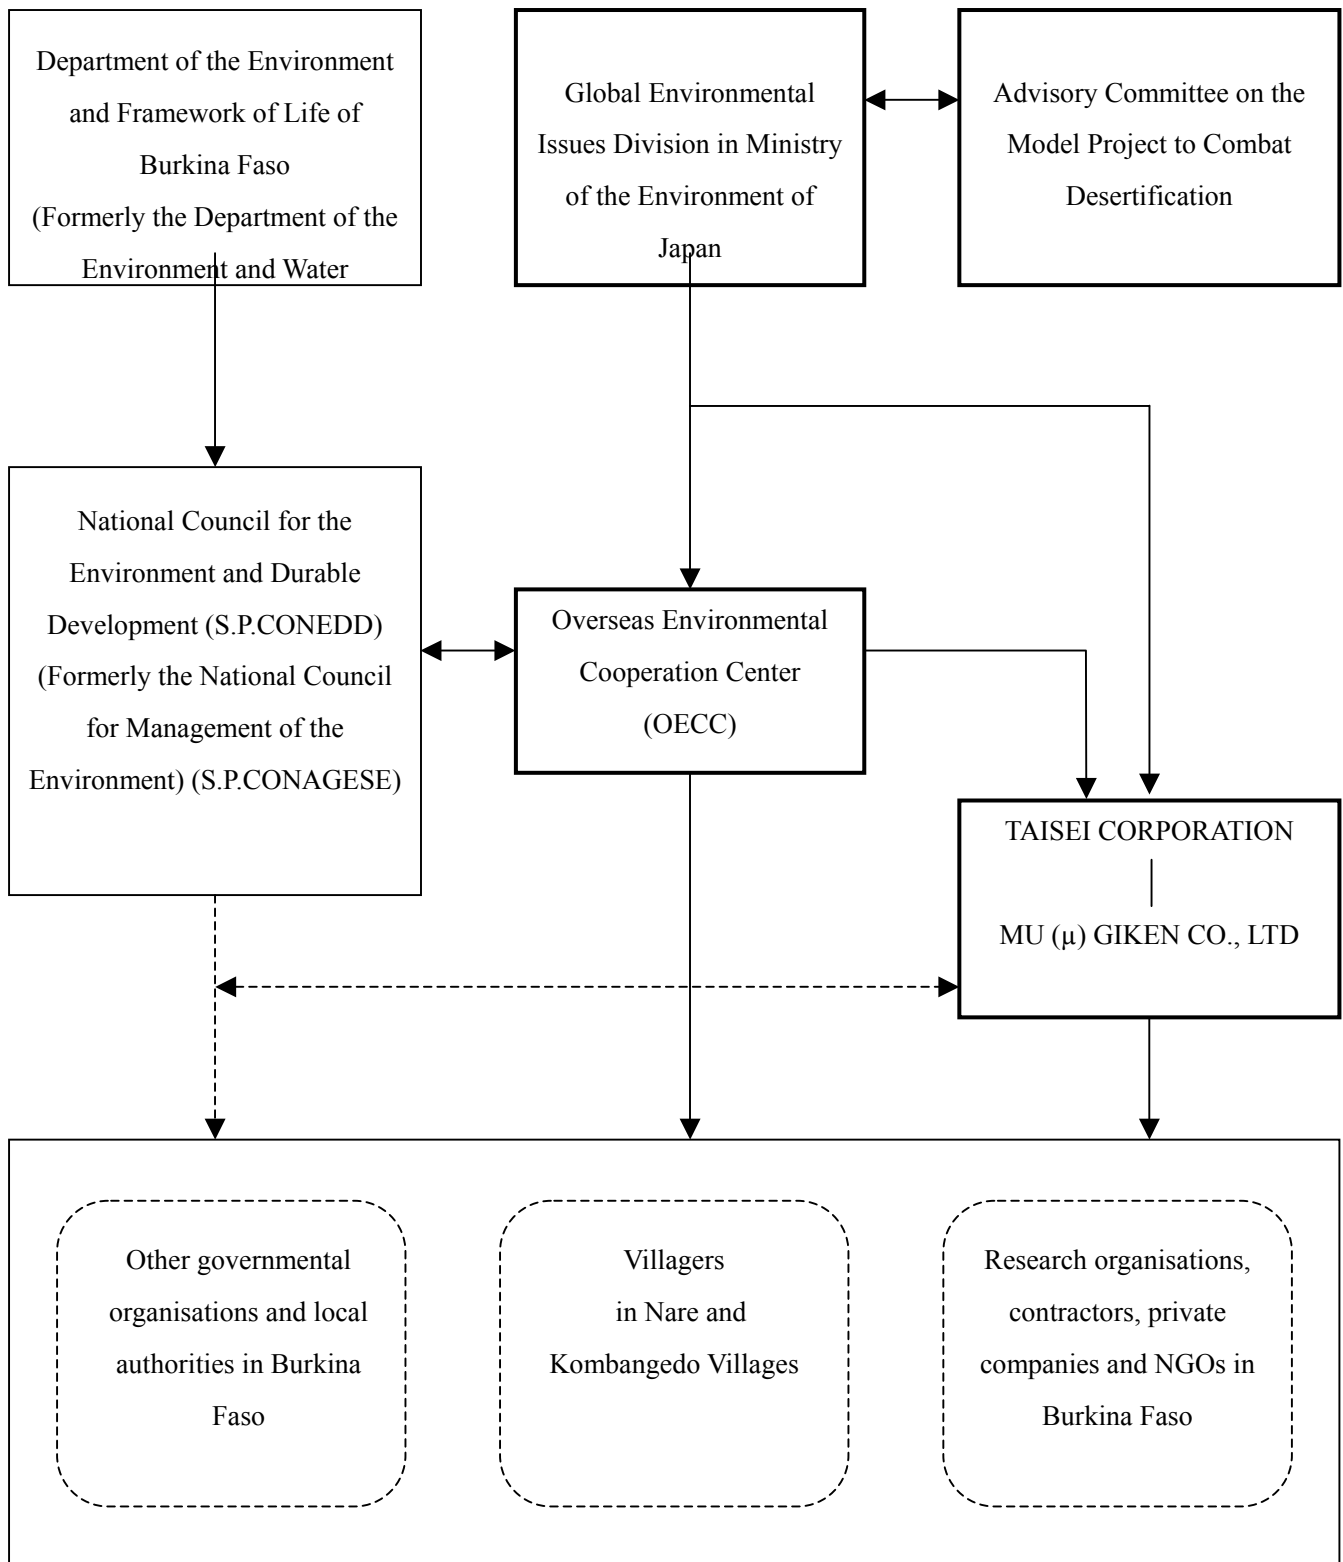 Department of the Environment
and Framework of Life of
Burkina Faso
(Formerly the Department of the
Environment and Water
Global Environmental
Issues Division in Ministry
of the Environment of
Japan
Advisory Committee on the
Model Project to Combat
Desertification
National Council for the
Environment and Durable
Development (S.P.CONEDD)
(Formerly the National Council
for Management of the
Environment) (S.P.CONAGESE)
Overseas Environmental
Cooperation Center
(OECC)
TAISEI CORPORATION
MU (μ) GIKEN CO., LTD
Other governmental
organisations and local
authorities in Burkina
Faso
Villagers
in Nare and
Kombangedo Villages
Research organisations,
contractors, private
companies and NGOs in
Burkina Faso